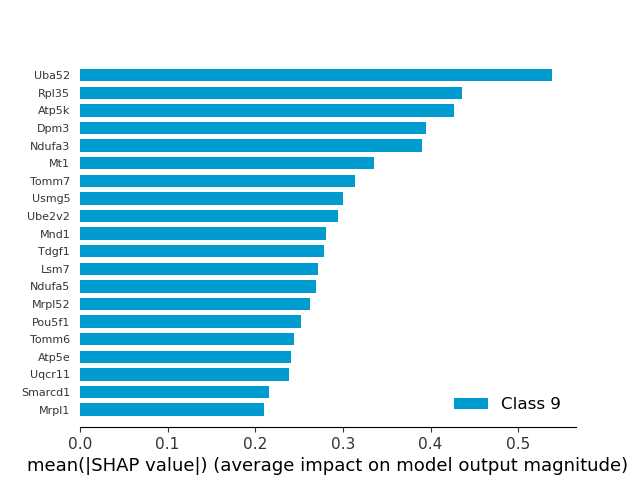 Uba52
Rpl35
Atp5k
Dpm3
Ndufa3
Mt1
Tomm7
Usmg5
Ube2v2
Mnd1
Tdgf1
Lsm7
Ndufa5
Mrpl52
Pou5f1
Tomm6
Atp5e
Uqcr11
Smarcd1
Mrpl1
Class 9
0.0 0.1 0.2 0.3 0.4 0.5
mean(|SHAP value|) (average impact on model output magnitude)